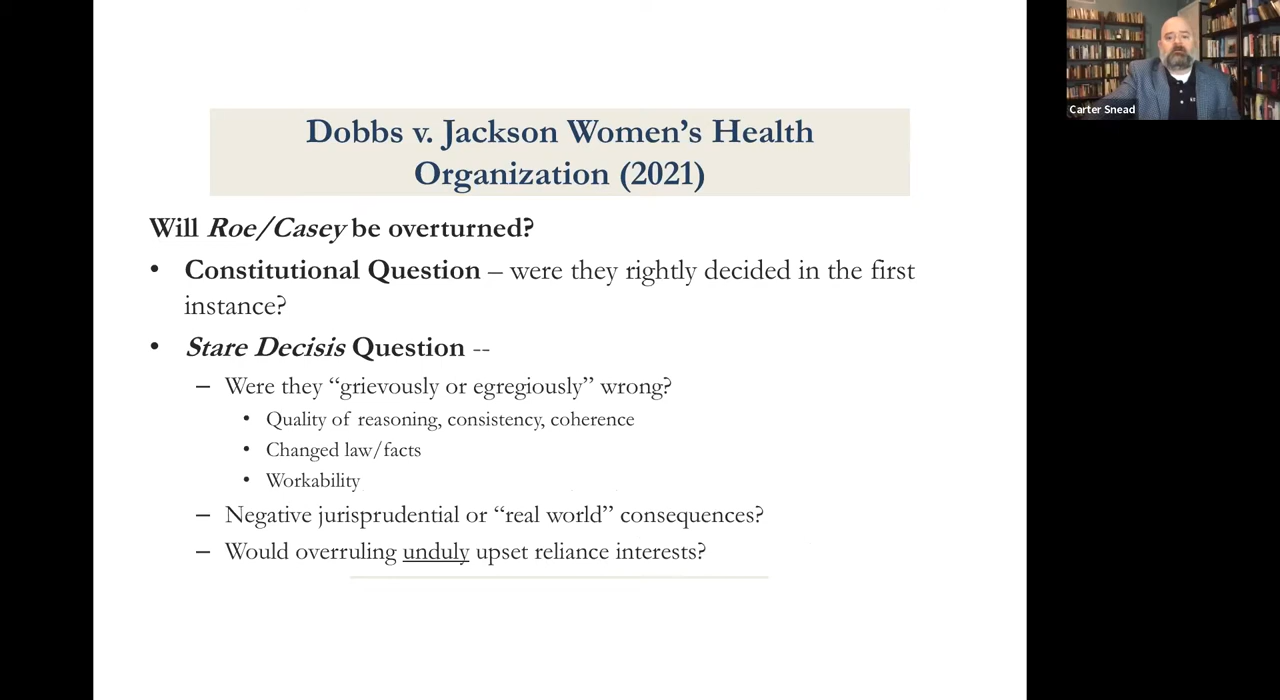 Dobbs v. Jackson Women's Health
Organization (2021)
Will Roe/Casey be overturned?
• Constitutional Question – were they rightly decided in the first
instance?
• Stare Decisis Question --
– Were they “grievously or egregiously” wrong?
• Quality of reasoning, consistency, coherence
• Changed law/facts
• Workability
– Negative jurisprudential or “real world” consequences?
– Would overruling unduly upset reliance interests?
Carter Snead